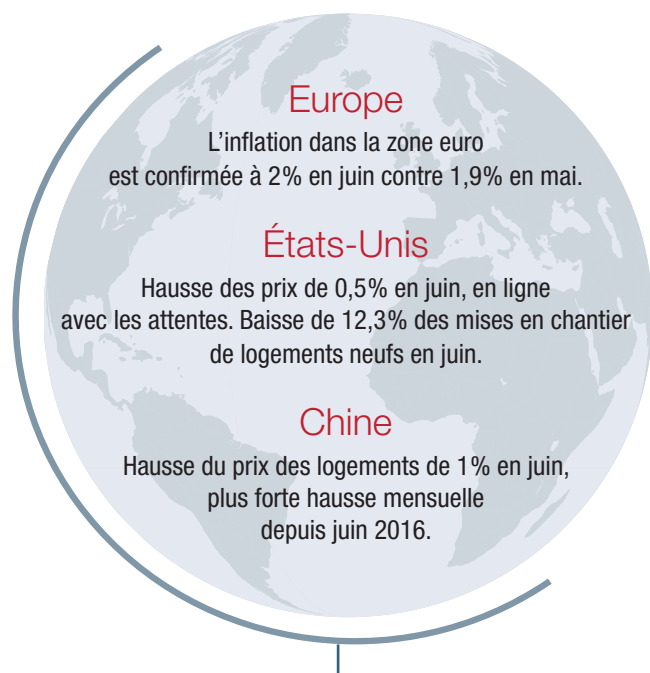 Europe
L’inflation dans la zone euro
est confirmée à 2% en juin contre 1,9% en mai.
États-Unis
Hausse des prix de 0,5% en juin, en ligne
avec les attentes. Baisse de 12,3% des mises en chantier
de logements neufs en juin.
Chine
Hausse du prix des logements de 1% en juin,
plus forte hausse mensuelle
depuis juin 2016.